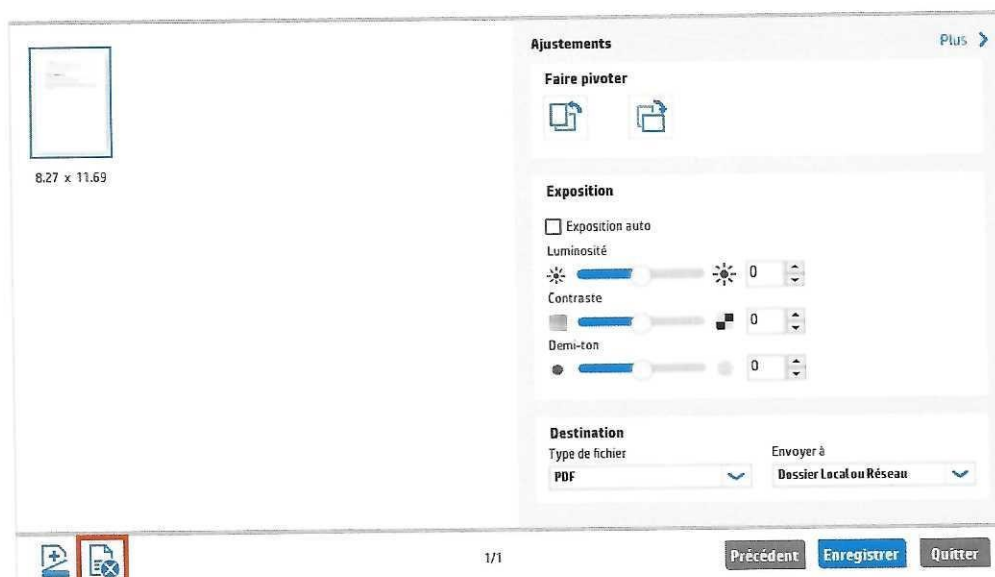 Ajustements
Plus
Faire pivoter
8.27 x 11.69
Exposition
Exposition auto
Luminosité
0
Contraste
0
Demi-ton
0
Destination
Type de fichier
Envoyer à
PDF
Dossier Local ou Réseau
1/1
Précédent
Enregistrer
Quitter